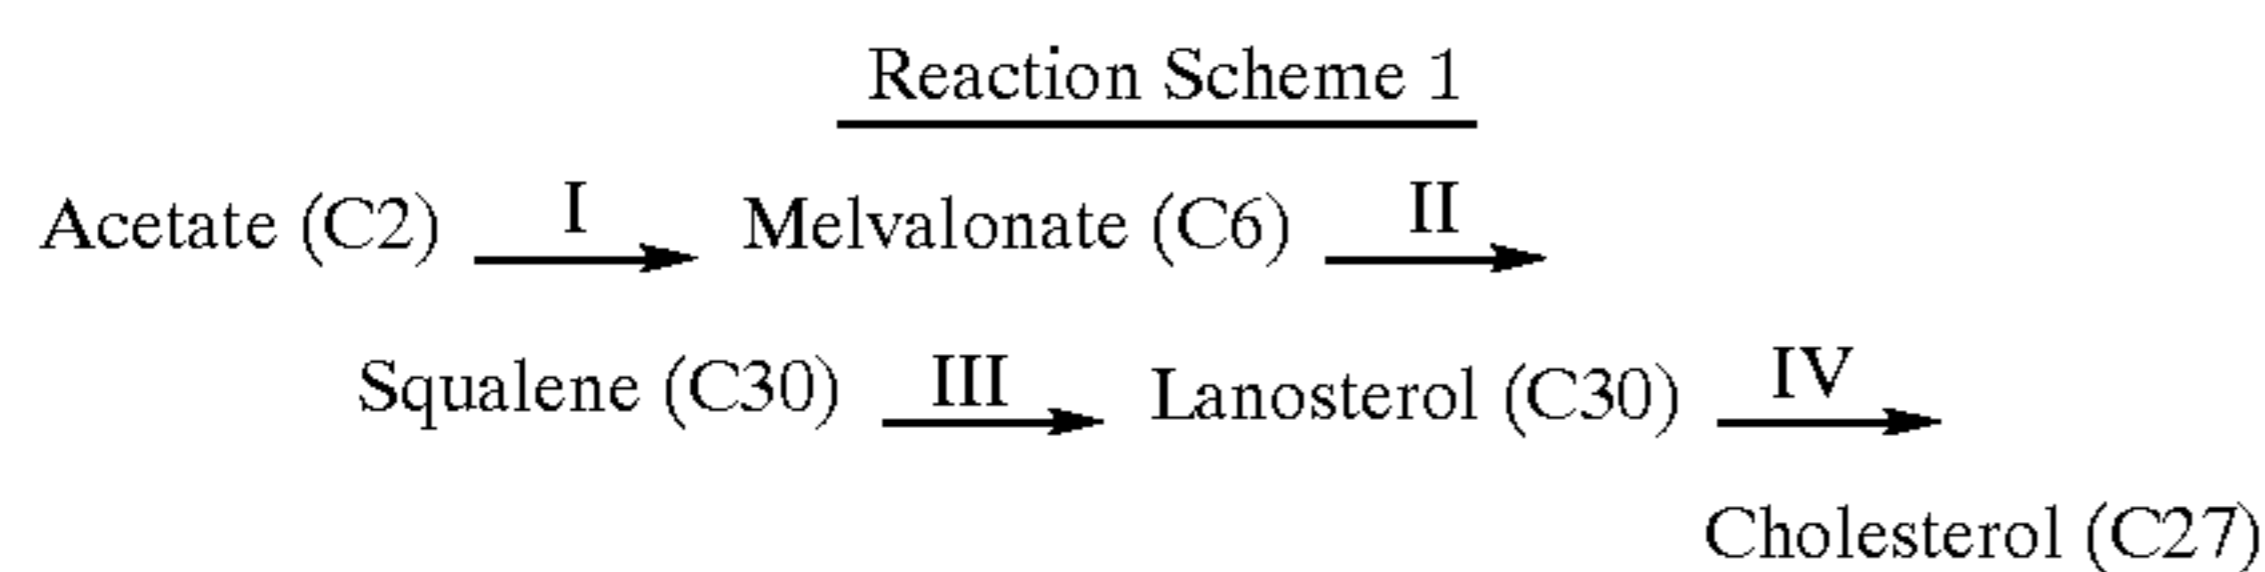 Reaction Scheme 1
Acetate (C2) I Melvalonate (C6) II
Squalene (C30) III Lanosterol (C30) IV
Cholesterol (C27)